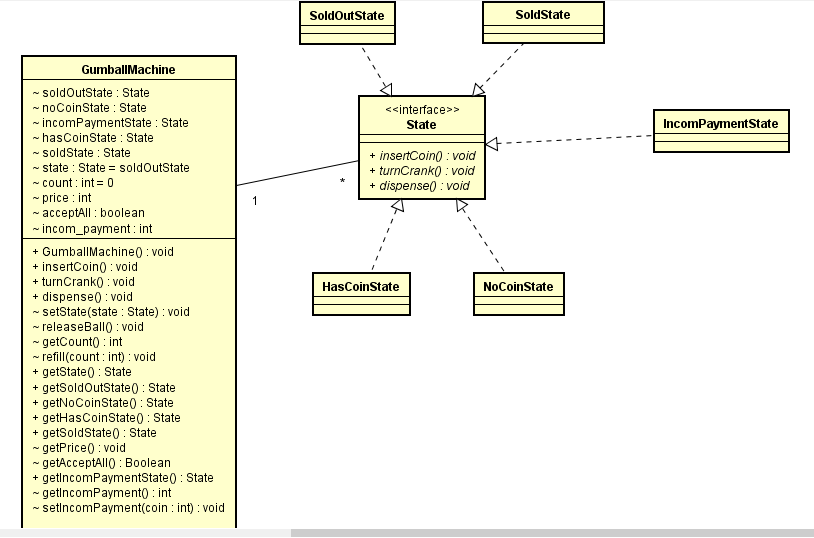 SoldOutState
SoldState
GumballMachine
~ soldOutState : State
~ noCoinState : State
~ incomPaymentState : State
~ hasCoinState : State
~ soldState : State
~ state : State = soldOutState
~ count : int = 0
~ price : int
~ acceptAll : boolean
~ incom_payment : int
+ GumballMachine() : void
+ insertCoin() : void
+ turnCrank() : void
+ dispense() : void
~ setState(state : State) : void
~ releaseBall() : void
~ getCount() : int
~ refill(count : int) : void
+ getState() : State
+ getSoldOutState() : State
+ getNoCoinState() : State
+ getHasCoinState() : State
+ getSoldState() : State
~ getPrice() : void
~ getAcceptAll() : Boolean
+ getIncomPaymentState() : State
~ getIncomPayment() : int
~ setIncomPayment(coin : int) : void
1
*
<<interface>>
State
+ insertCoin() : void
+ turnCrank() : void
+ dispense() : void
IncomPaymentState
HasCoinState
NoCoinState